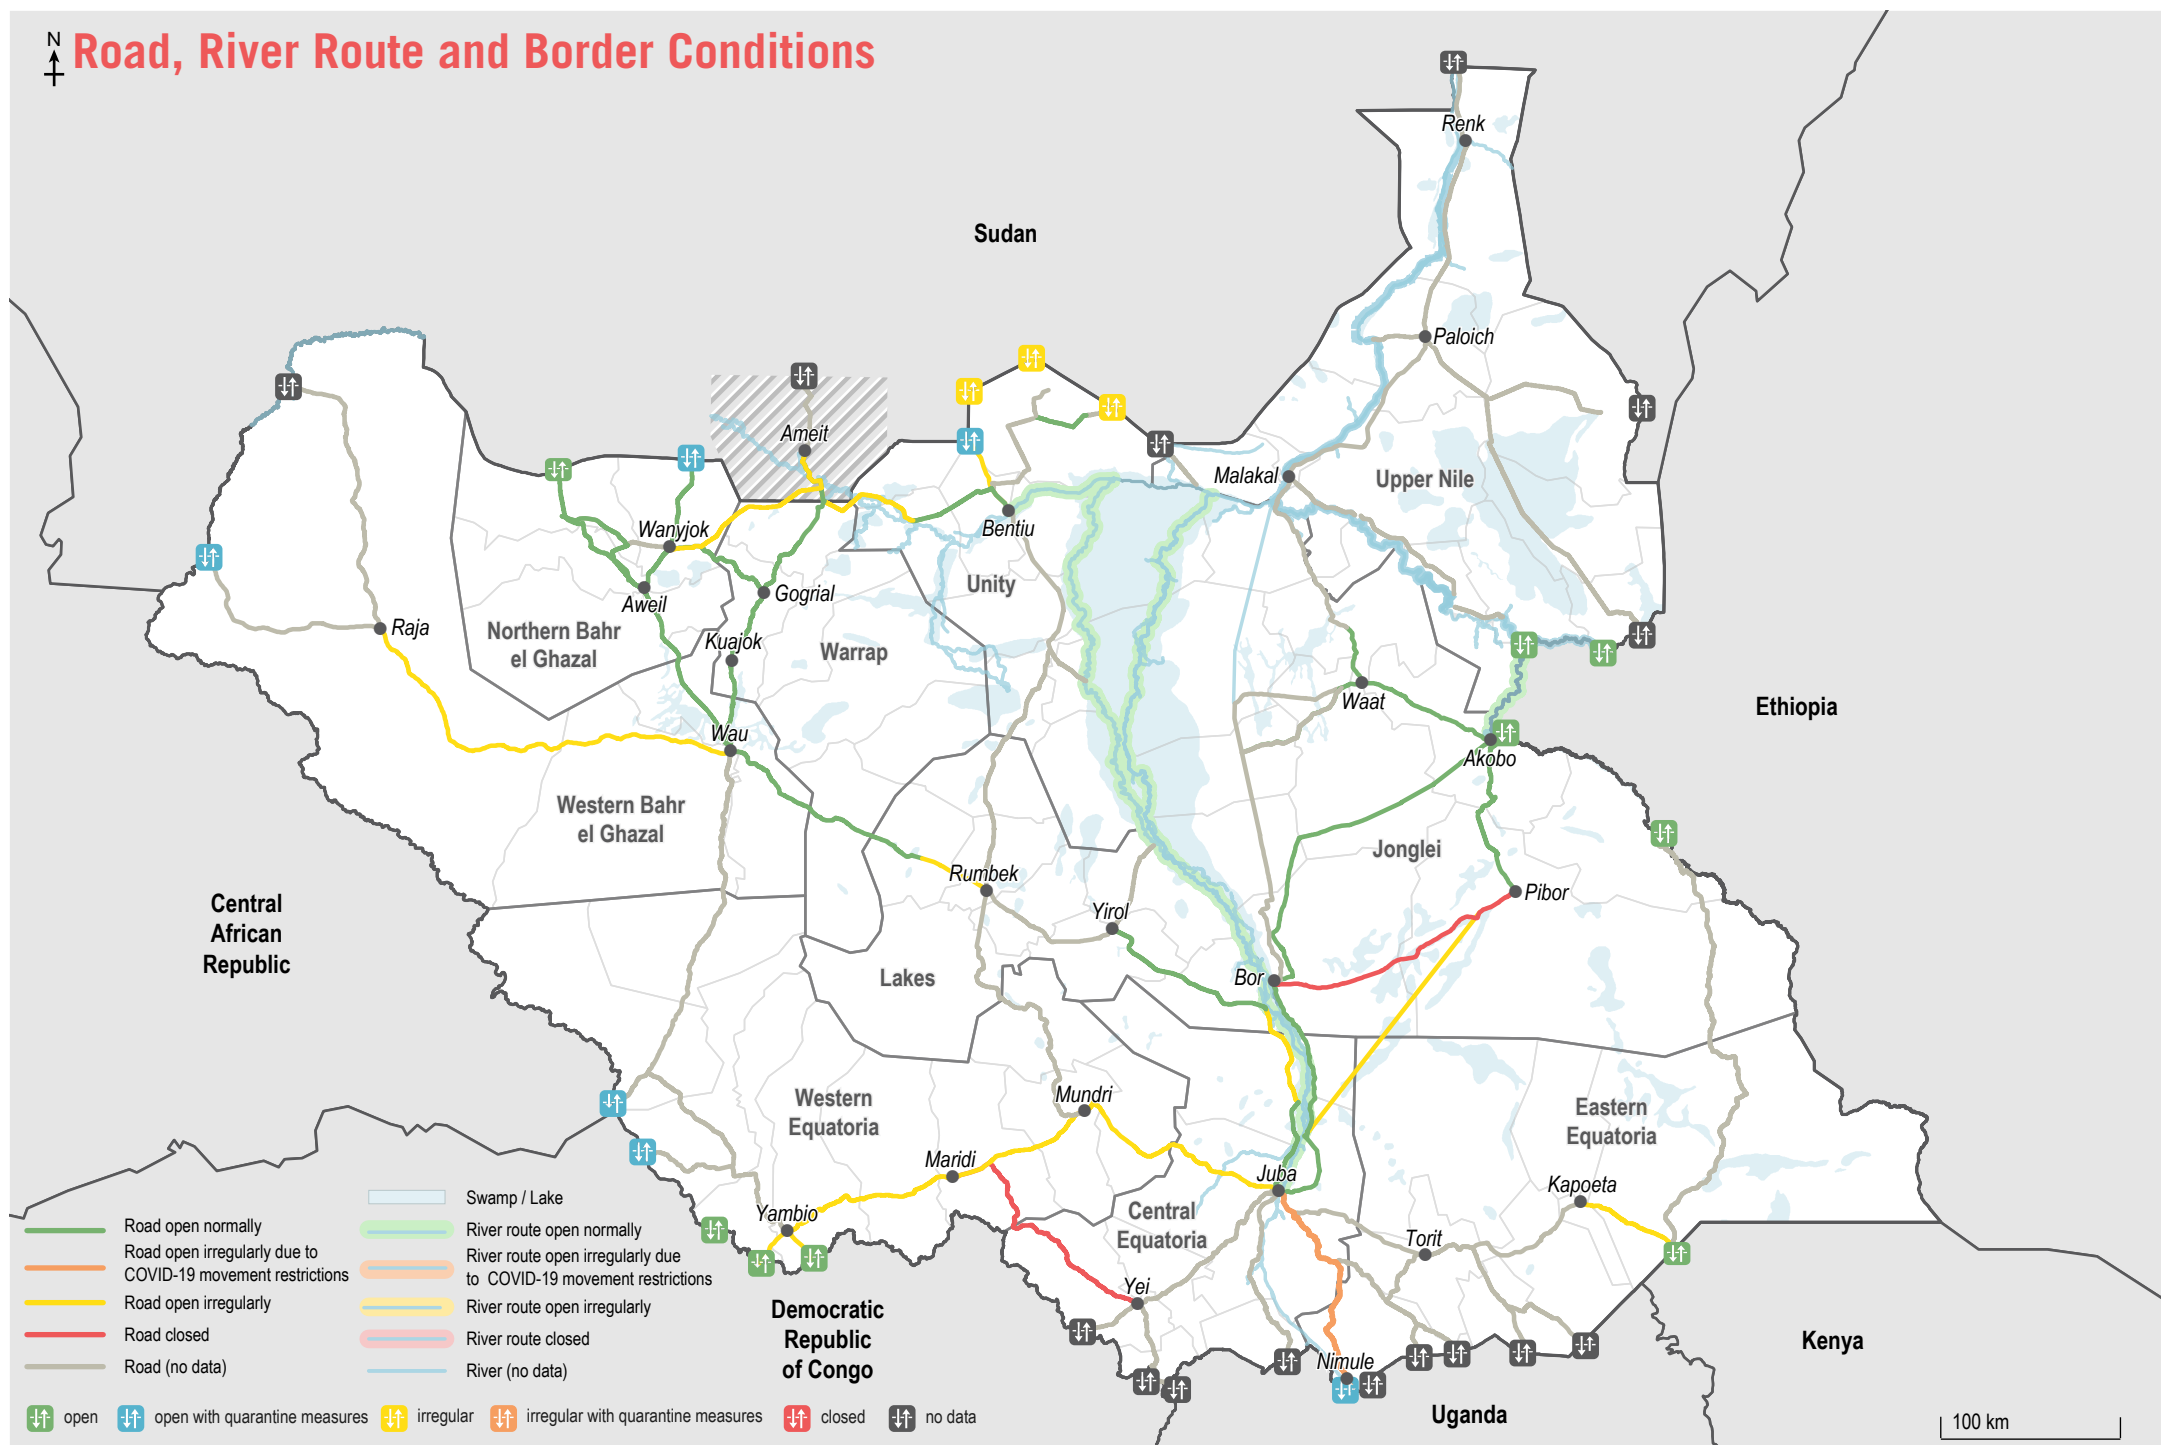 N
Road, River Route and Border Conditions
Renk
Sudan
Paloich
Ameit
Malakal
Upper Nile
Wanyjok
Bentiu
Unity
Aweil
Gogrial
Raja
Northern Bahr
el Ghazal
Kuajok
Warrap
Waat
Ethiopia
Wau
Akobo
Western Bahr
el Ghazal
Jonglei
Rumbek
Pibor
Central
African
Republic
Yirol
Lakes
Bor
Western
Equatoria
Mundri
Eastern
Equatoria
Maridi
Juba
Kapoeta
Yambio
Central
Equatoria
Torit
Yei
Democratic
Republic
of Congo
Nimule
Kenya
Uganda
Road open normally
Road open irregularly due to
COVID-19 movement restrictions
Road open irregularly
Road closed
Road (no data)
Swamp / Lake
River route open normally
River route open irregularly due
to COVID-19 movement restrictions
River route open irregularly
River route closed
River (no data)
open
open with quarantine measures
irregular
irregular with quarantine measures
closed
no data
100 km